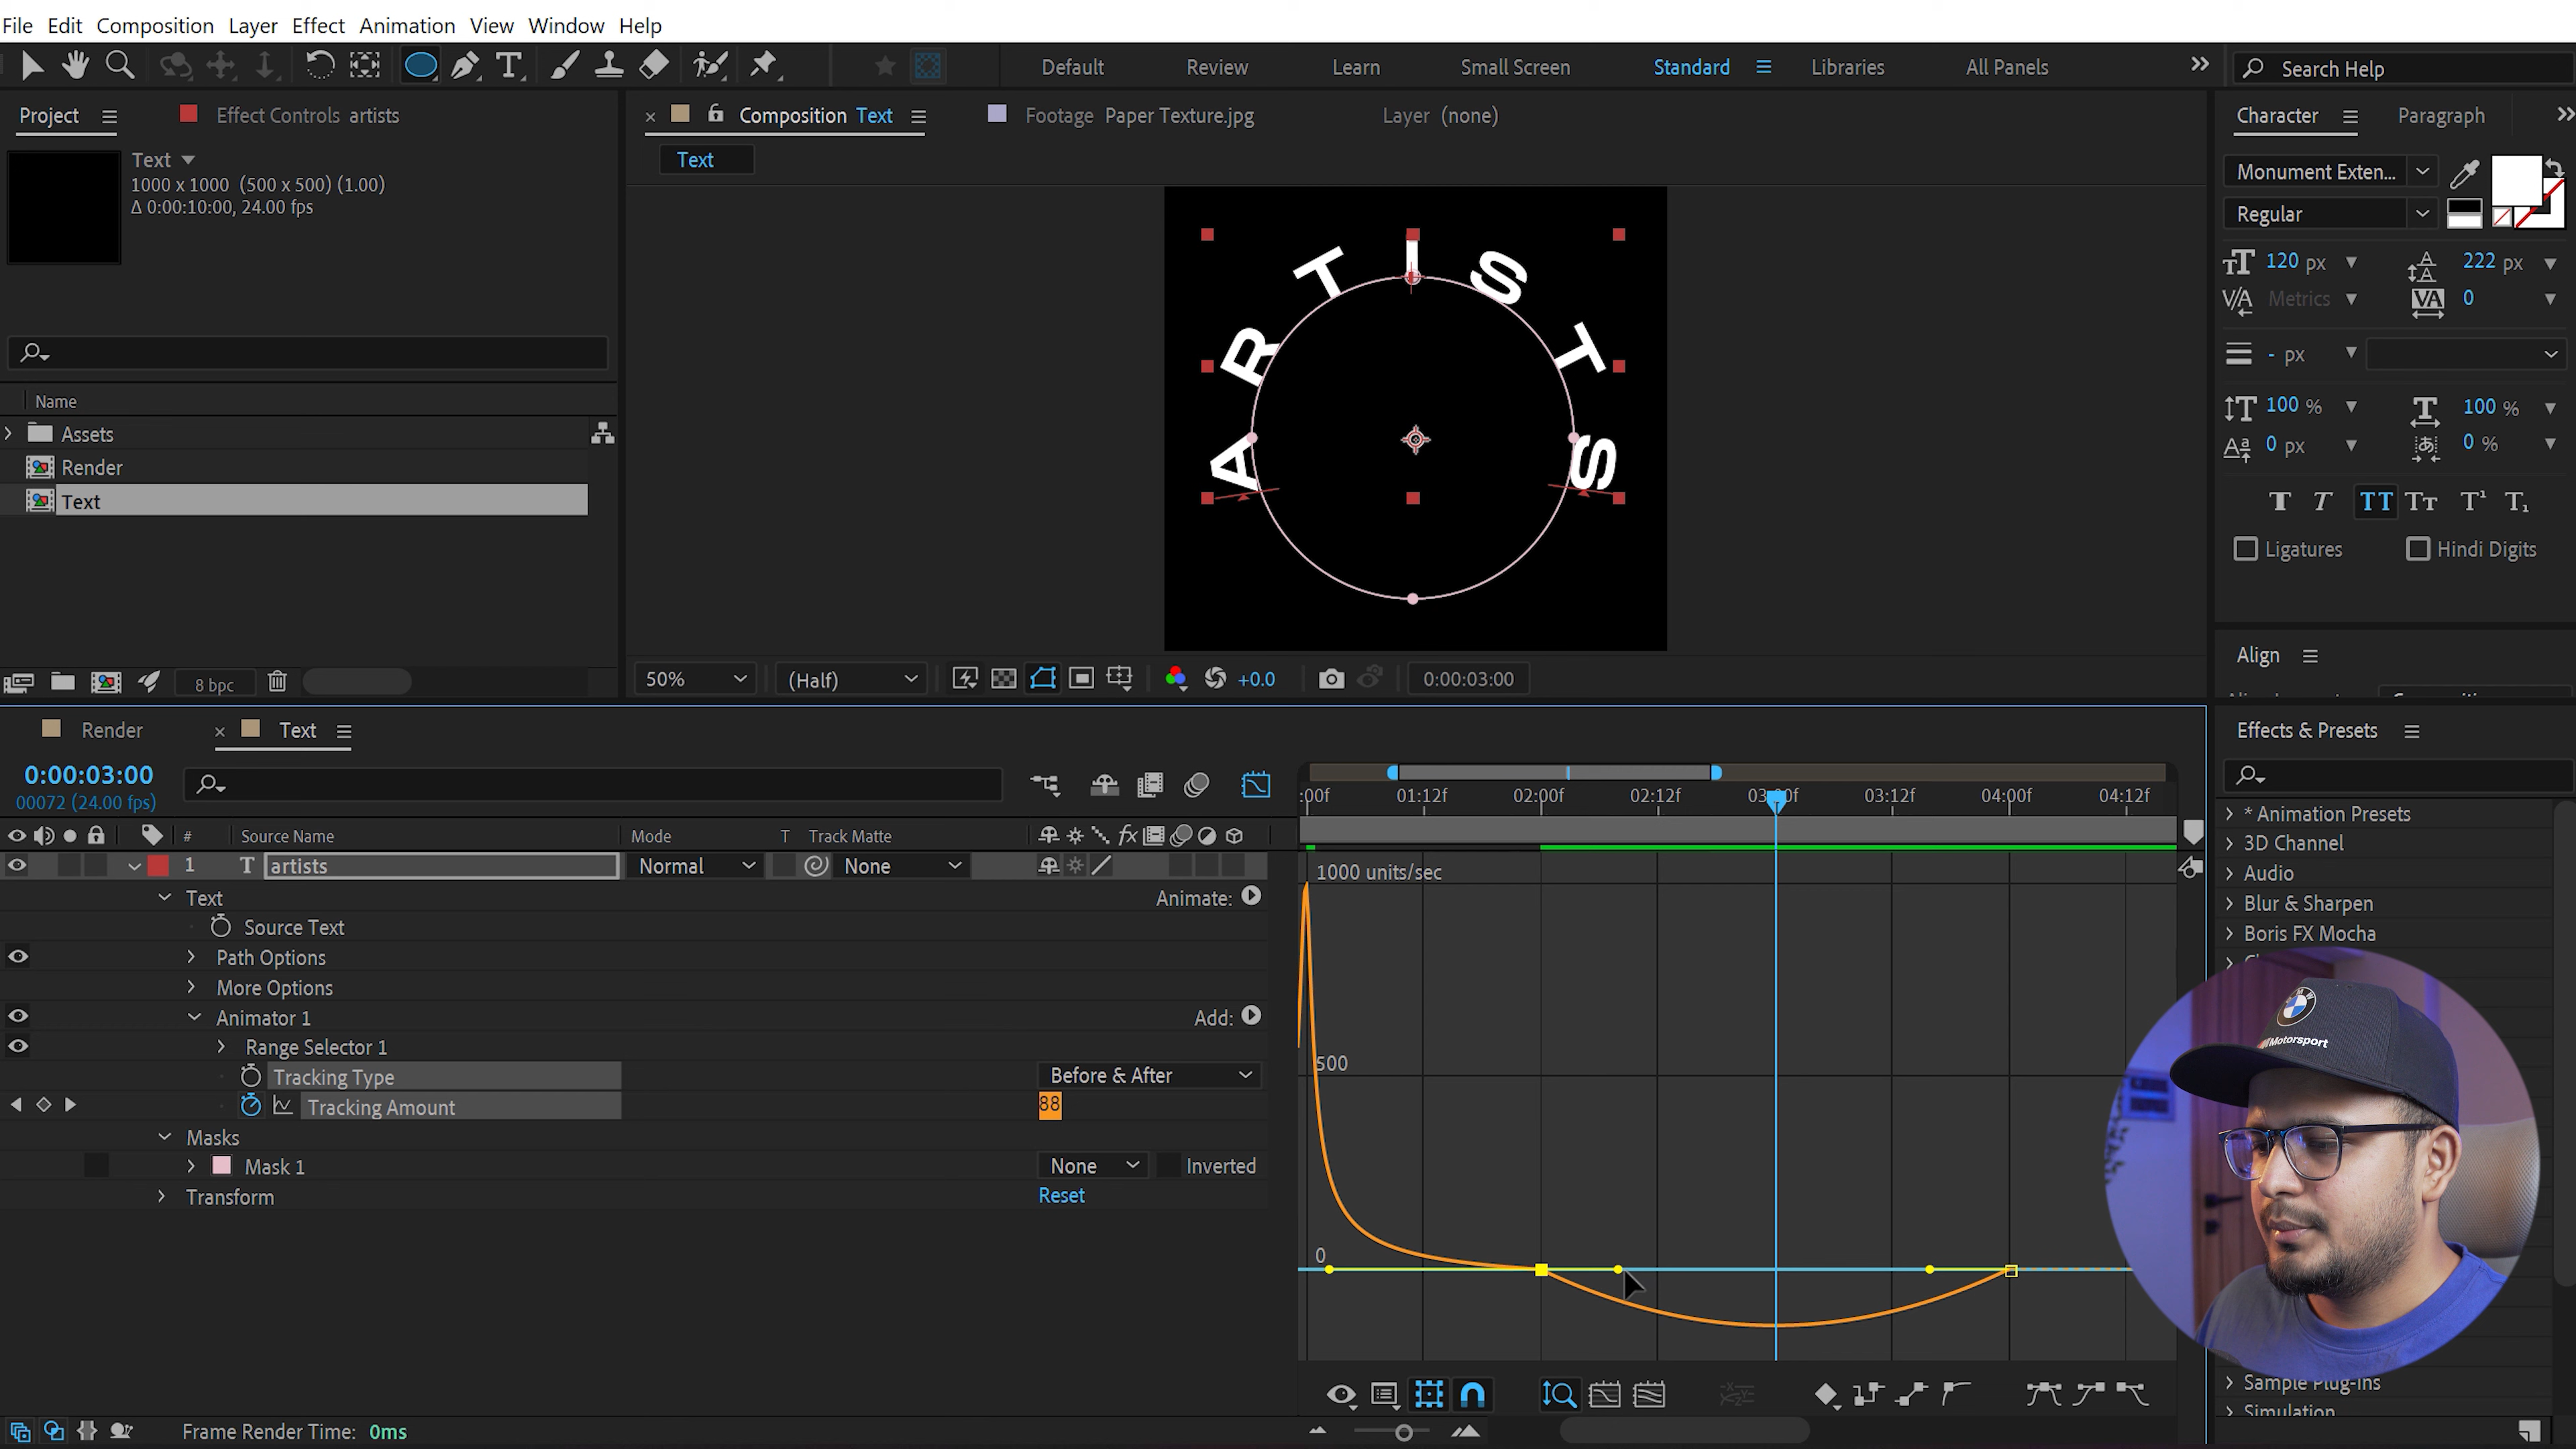 File Edit Composition Layer Effect Animation View Window Help
Default Review Learn Small Screen Standard Libraries All Panels Search Help
Project Effect Controls artists
Composition Text Footage Paper Texture.jpg Layer (none)
Character Paragraph
Text
1000 x 1000 (500 x 500) (1.00)
Δ 0:00:10:00, 24.00 fps
Text
Monument Exten...
Regular
ARTISTS
120 px 222 px
Metrics 0
- px
100 % 100 %
0 px 0 %
Ligatures Hindi Digits
Name
Assets
Render
Text
8 bpc
50% (Half) +0.0 0:00:03:00
Align
Render Text
Effects & Presets
0:00:03:00
00072 (24.00 fps)
:00f 01:12f 02:00f 02:12f 03:00f 03:12f 04:00f 04:12f
# Source Name Mode T Track Matte
1 T artists Normal None
Text Animate:
Source Text
Path Options
More Options
Animator 1 Add:
Range Selector 1
Tracking Type Before & After
Tracking Amount 88
Masks
Mask 1 None Inverted
Transform Reset
1000 units/sec
500
0
* Animation Presets
3D Channel
Audio
Blur & Sharpen
Boris FX Mocha
BMW
Motorsport
Sample Plug-ins
Simulation
Frame Render Time: 0ms